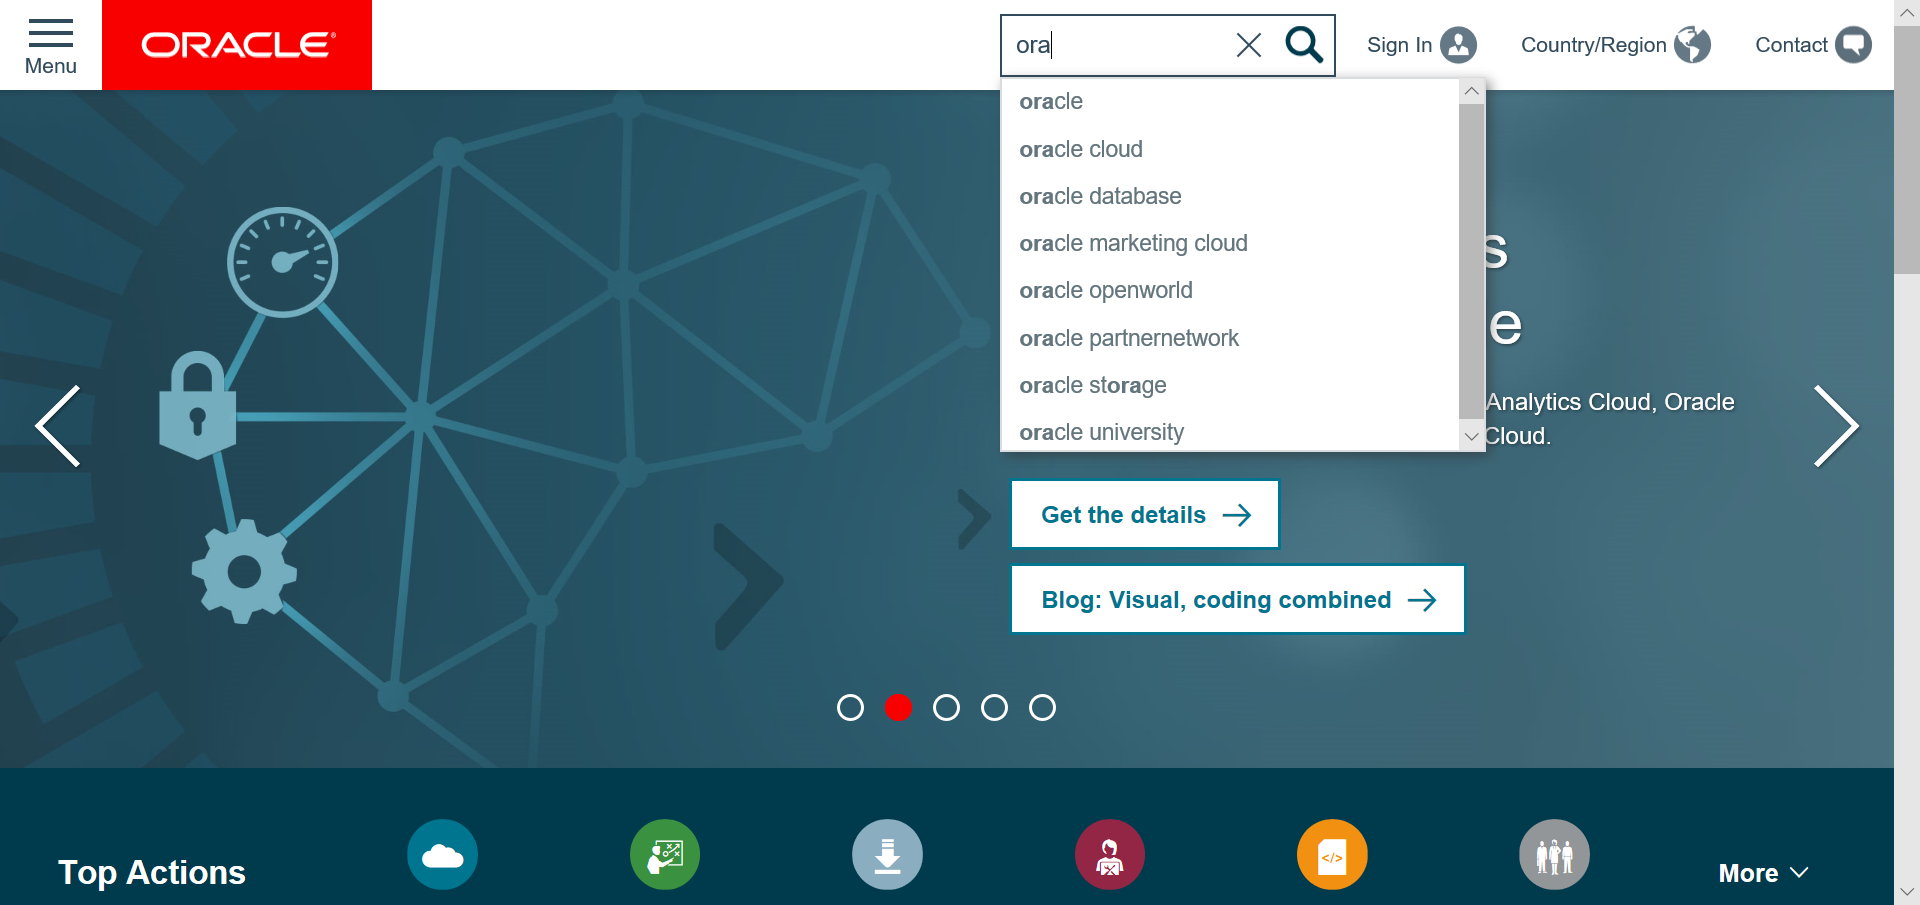 Menu
ORACLE®
ora
Sign In
Country/Region
Contact
oracle
oracle cloud
oracle database
oracle marketing cloud
oracle openworld
oracle partnernetwork
oracle storage
oracle university
s
e
Analytics Cloud, Oracle
Cloud.
Get the details
Blog: Visual, coding combined
Top Actions
</>
More